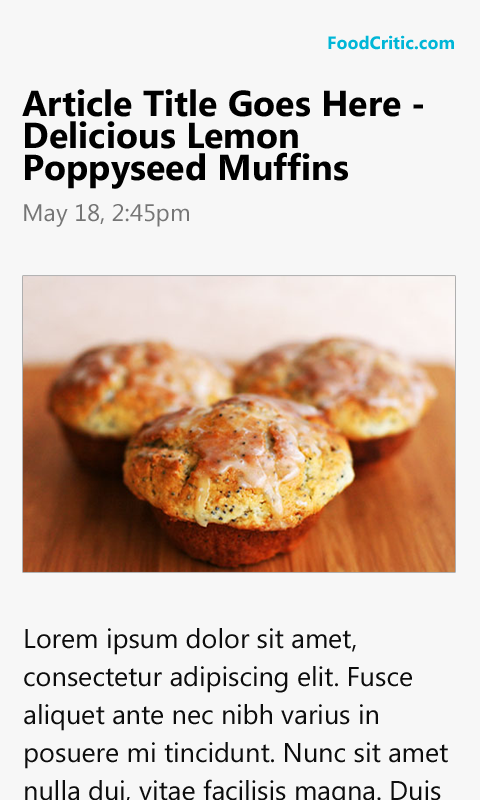 FoodCritic.com
Article Title Goes Here -
Delicious Lemon
Poppyseed Muffins
May 18, 2:45pm
Lorem ipsum dolor sit amet,
consectetur adipiscing elit. Fusce
aliquet ante nec nibh varius in
posuere mi tincidunt. Nunc sit amet
nulla dui, vitae facilisis magna. Duis